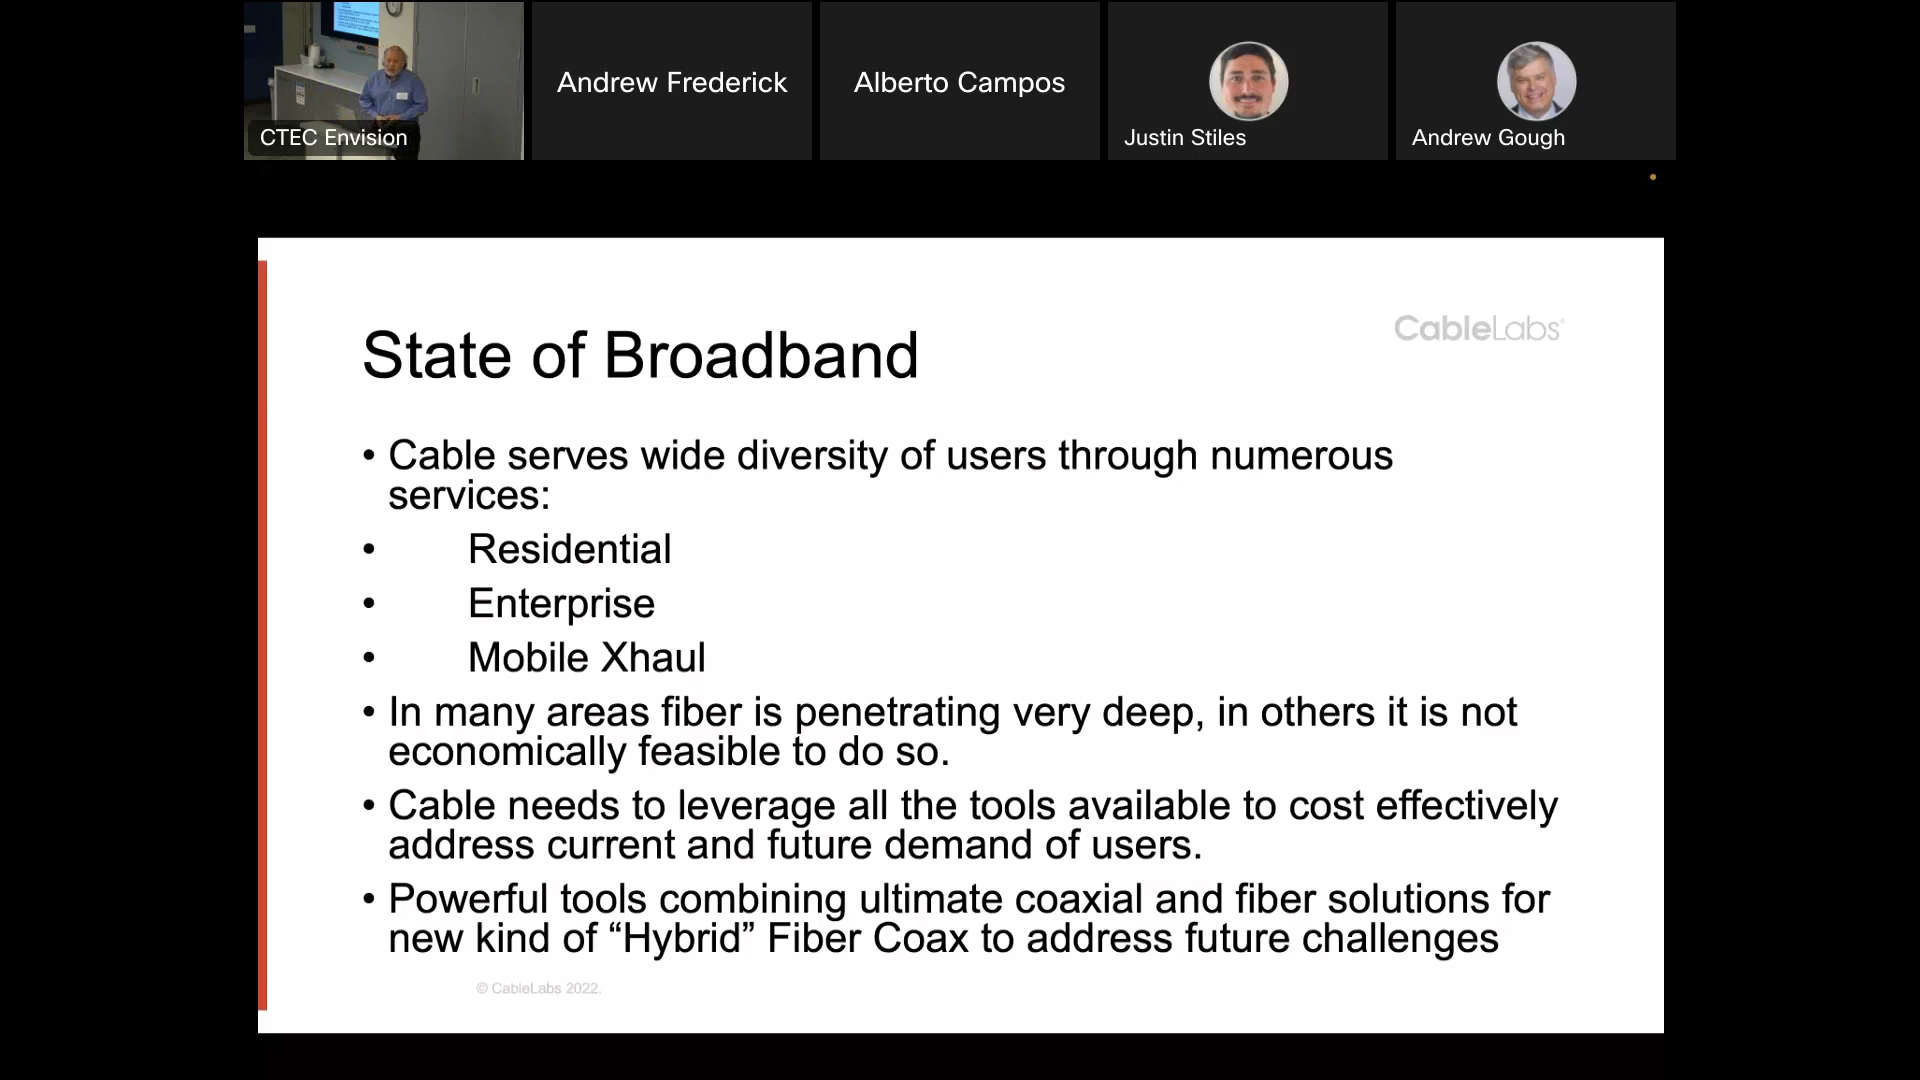 Andrew Frederick
Alberto Campos
CTEC Envision
Justin Stiles
Andrew Gough
CableLabs®
State of Broadband
• Cable serves wide diversity of users through numerous
services:
• Residential
• Enterprise
• Mobile Xhaul
• In many areas fiber is penetrating very deep, in others it is not
economically feasible to do so.
• Cable needs to leverage all the tools available to cost effectively
address current and future demand of users.
• Powerful tools combining ultimate coaxial and fiber solutions for
new kind of “Hybrid” Fiber Coax to address future challenges
© CableLabs 2022.